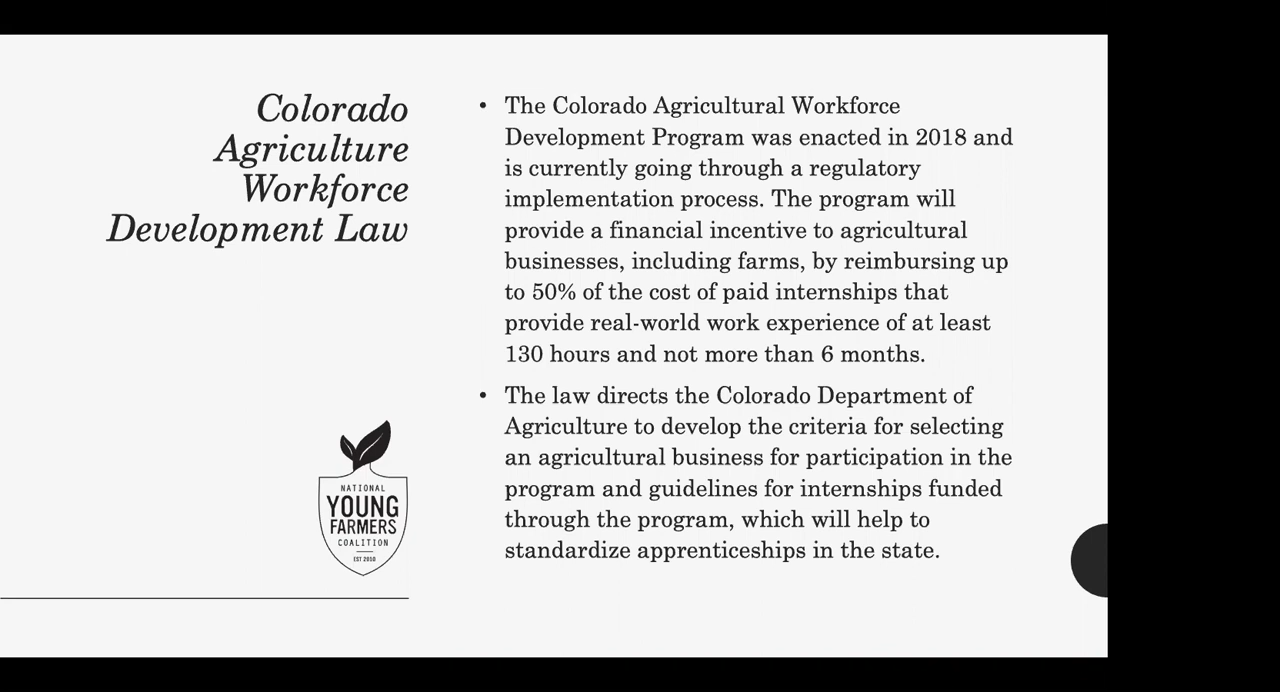 Colorado
Agriculture
Workforce
Development Law
• The Colorado Agricultural Workforce
Development Program was enacted in 2018 and
is currently going through a regulatory
implementation process. The program will
provide a financial incentive to agricultural
businesses, including farms, by reimbursing up
to 50% of the cost of paid internships that
provide real-world work experience of at least
130 hours and not more than 6 months.
• The law directs the Colorado Department of
Agriculture to develop the criteria for selecting
an agricultural business for participation in the
program and guidelines for internships funded
through the program, which will help to
standardize apprenticeships in the state.
NATIONAL
YOUNG
FARMERS
COALITION
EST 2010